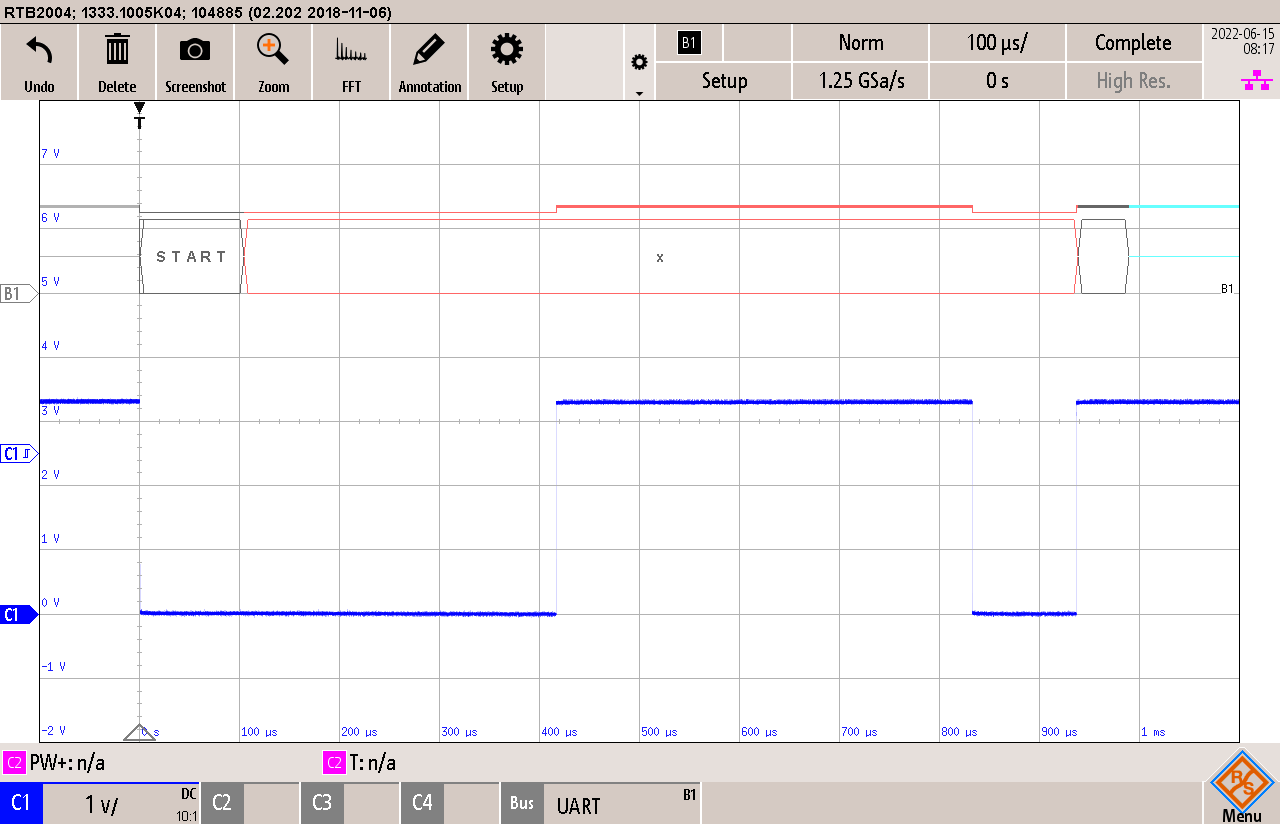 RTB2004; 1333.1005K04; 104885 (02.202 2018-11-06)
Undo
Delete
Screenshot
Zoom
FFT
Annotation
Setup
B1
Setup
Norm
1.25 GSa/s
100 µs/
0 s
Complete
High Res.
2022-06-15
08:17
T
7 V
6 V
5 V
4 V
3 V
2 V
1 V
0 V
-1 V
-2 V
START
x
B1
B1
C1
C1
0 s
100 µs
200 µs
300 µs
400 µs
500 µs
600 µs
700 µs
800 µs
900 µs
1 ms
C2 PW+: n/a
C2 T: n/a
C1
1 V/
DC
10:1
C2
C3
C4
Bus
UART
B1
R&S
Menu